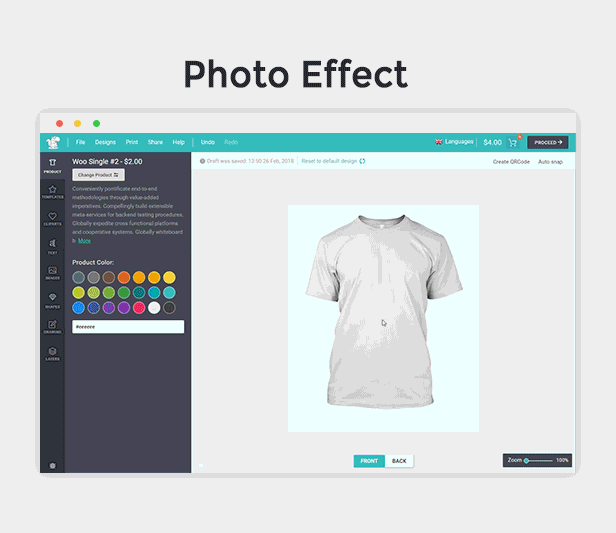 Photo Effect
File Designs Print Share Help Undo Redo
Languages $4.00 PROCEED
Draft was saved: 13:50:26 Feb, 2018 Reset to default design
Create QRCode Auto snap
PRODUCT
TEMPLATES
CLIPARTS
TEXT
IMAGES
SHAPES
DRAWING
LAYERS
Woo Single #2 - $2.00
Change Product
Conveniently pontificate end-to-end
methodologies through value-added
imperatives. Compellingly build extensible
meta-services for backend testing procedures.
Globally expedite cross functional platforms
and cooperative systems. Globally whiteboard
More
Product Color:
FRONT BACK
Zoom 100%